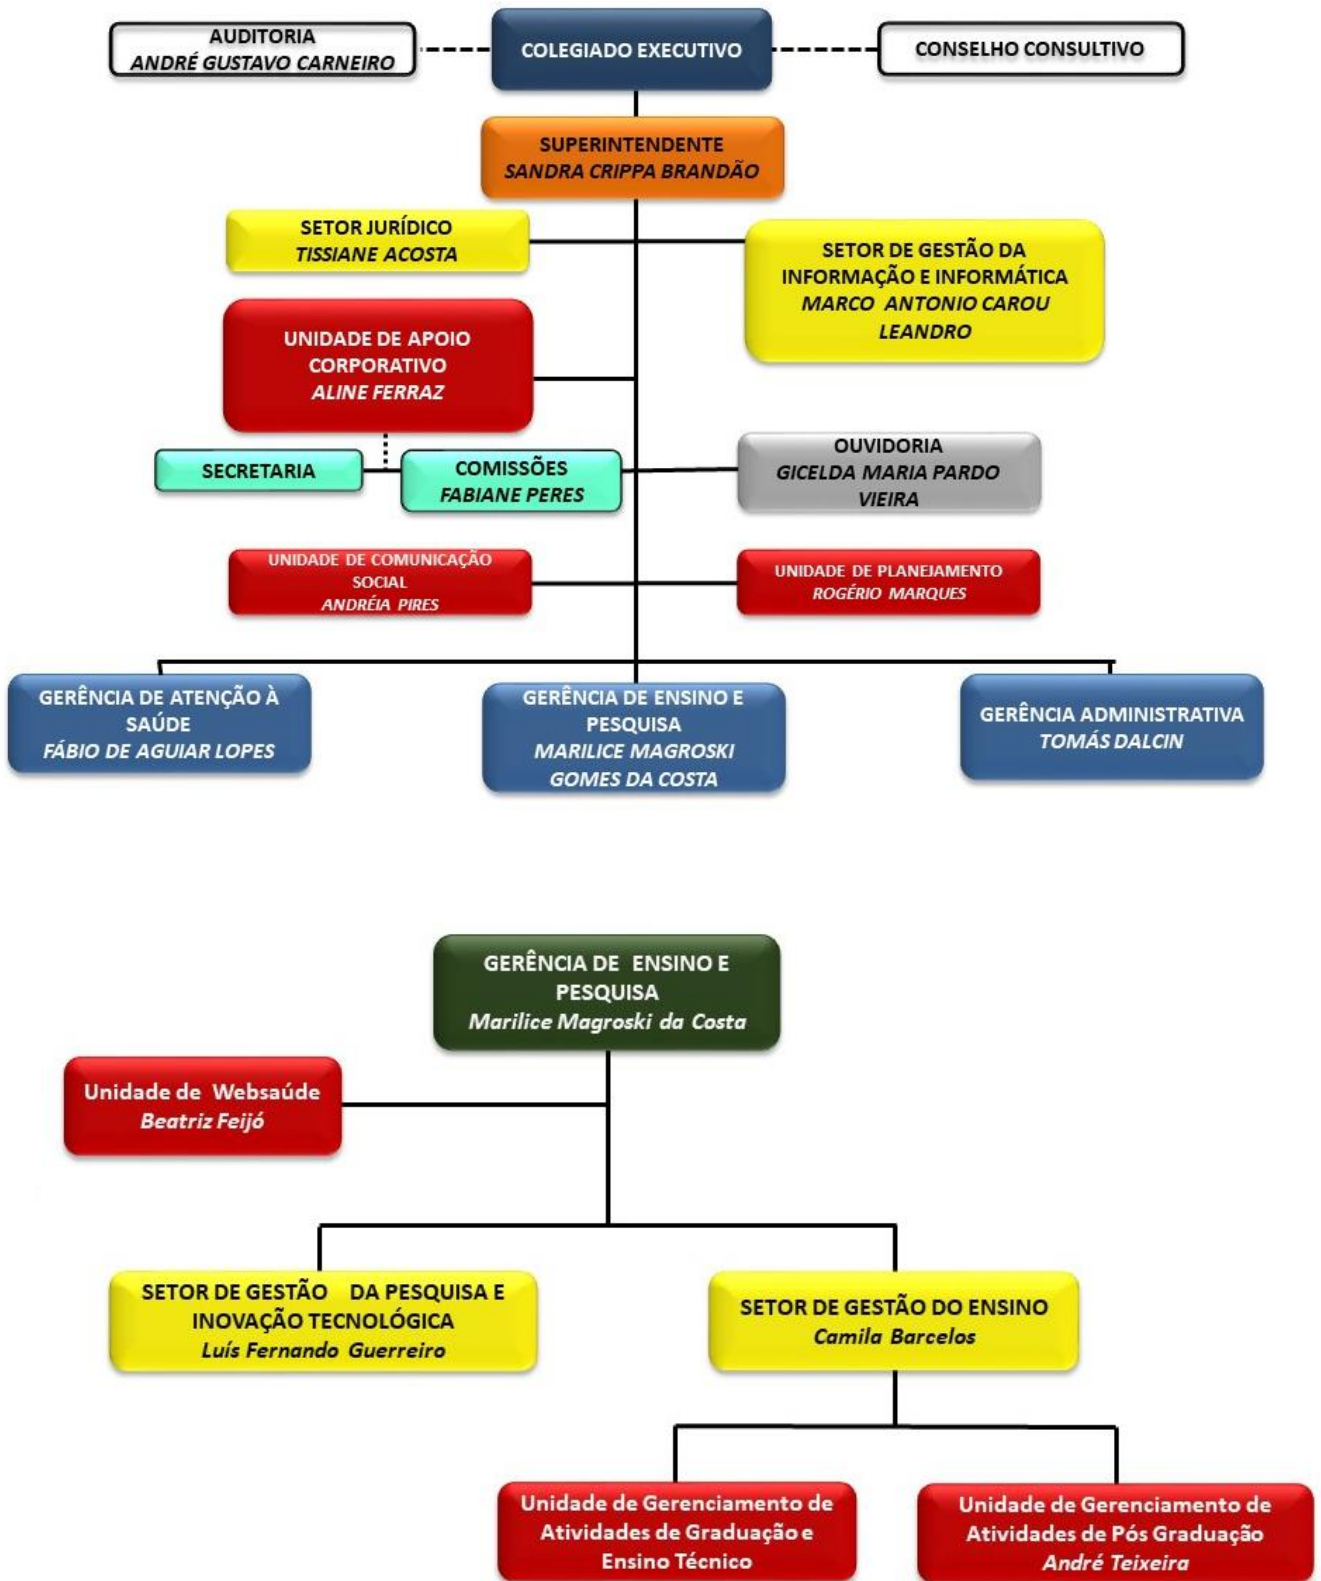 AUDITORIA
ANDRÉ GUSTAVO CARNEIRO
COLEGIADO EXECUTIVO
CONSELHO CONSULTIVO
SUPERINTENDENTE
SANDRA CRIPPA BRANDÃO
SETOR JURÍDICO
TISSIANE ACOSTA
SETOR DE GESTÃO DA
INFORMAÇÃO E INFORMÁTICA
MARCO ANTONIO CAROU
LEANDRO
UNIDADE DE APOIO
CORPORATIVO
ALINE FERRAZ
SECRETARIA
COMISSÕES
FABIANE PERES
OUVIDORIA
GICELDA MARIA PARDO
VIEIRA
UNIDADE DE COMUNICAÇÃO
SOCIAL
ANDRÉIA PIRES
UNIDADE DE PLANEJAMENTO
ROGÉRIO MARQUES
GERÊNCIA DE ATENÇÃO À
SAÚDE
FÁBIO DE AGUIAR LOPES
GERÊNCIA DE ENSINO E
PESQUISA
MARILICE MAGROSKI
GOMES DA COSTA
GERÊNCIA ADMINISTRATIVA
TOMÁS DALCIN
GERÊNCIA DE ENSINO E
PESQUISA
Marilice Magroski da Costa
Unidade de Websaúde
Beatriz Feijó
SETOR DE GESTÃO DA PESQUISA E
INOVAÇÃO TECNOLÓGICA
Luís Fernando Guerreiro
SETOR DE GESTÃO DO ENSINO
Camila Barcelos
Unidade de Gerenciamento de
Atividades de Graduação e
Ensino Técnico
Unidade de Gerenciamento de
Atividades de Pós Graduação
André Teixeira